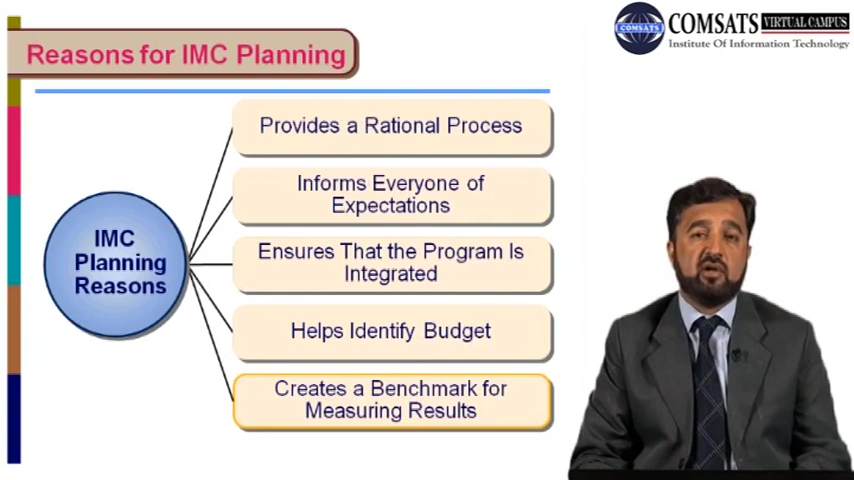 Reasons for IMC Planning
COMSATS VIRTUAL CAMPUS
Institute Of Information Technology
COMSATS
IMC
Planning
Reasons
Provides a Rational Process
Informs Everyone of
Expectations
Ensures That the Program Is
Integrated
Helps Identify Budget
Creates a Benchmark for
Measuring Results